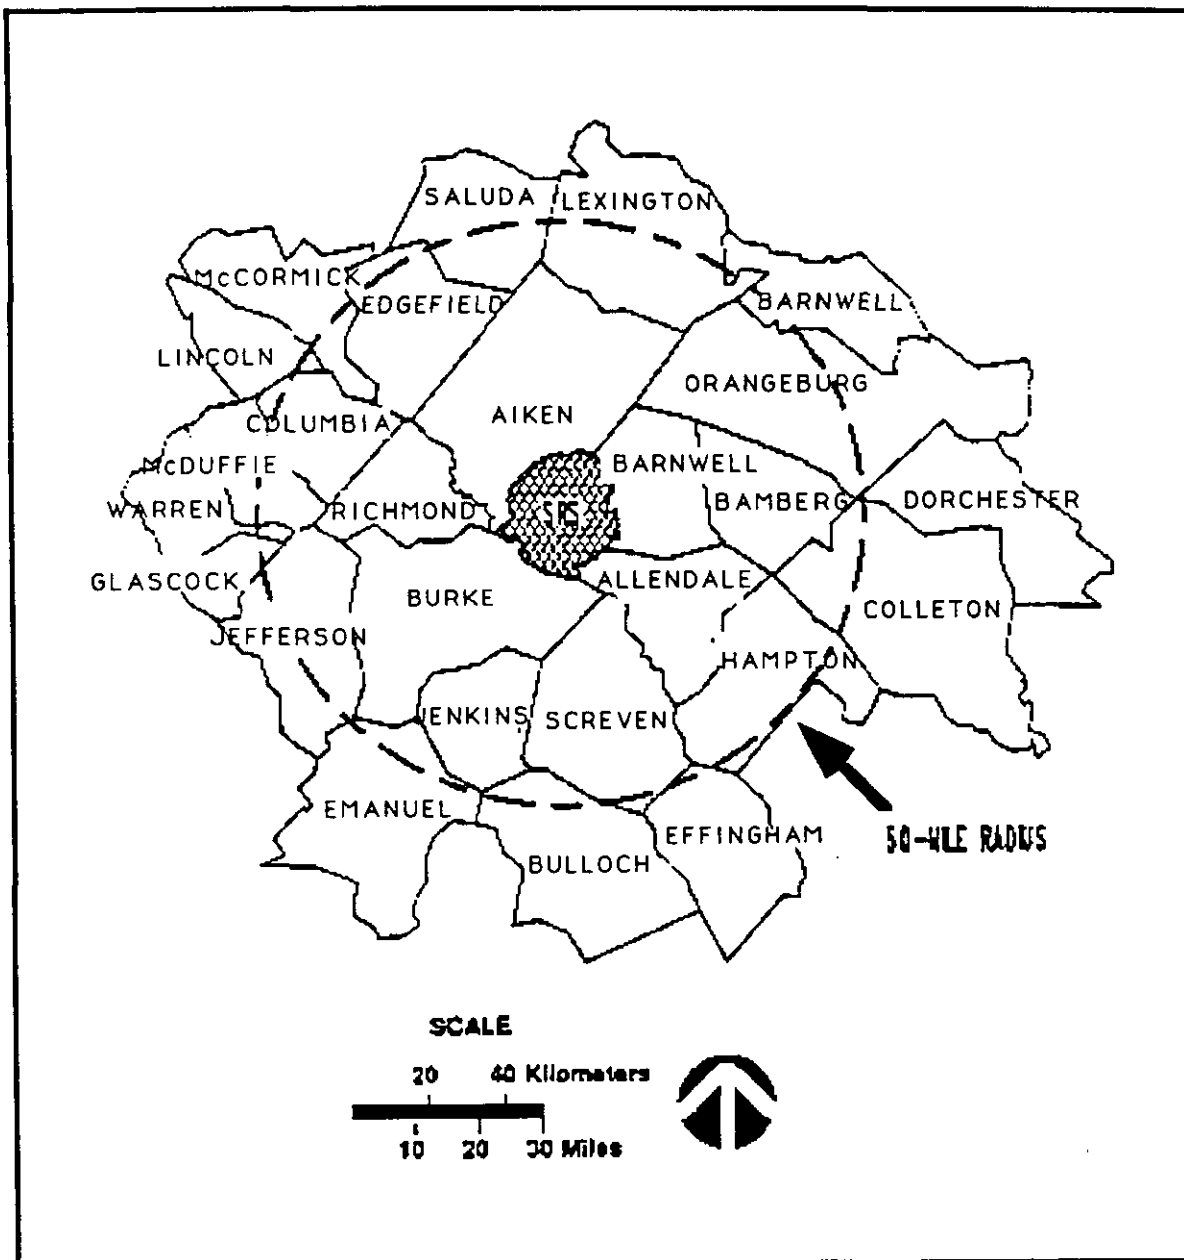 SALUDA
LEXINGTON
McCORMICK
EDGEFIELD
BARNWELL
LINCOLN
ORANGEBURG
COLUMBIA
AIKEN
McDUFFIE
BARNWELL
WARREN
RICHMOND
SRS
BAMBERG
DORCHESTER
GLASCOCK
BURKE
ALLENDALE
COLLETON
JEFFERSON
HAMPTON
JENKINS
SCREVEN
EMANUEL
EFFINGHAM
50-MILE RADIUS
BULLOCH
SCALE
20 40 Kilometers
10 20 30 Miles